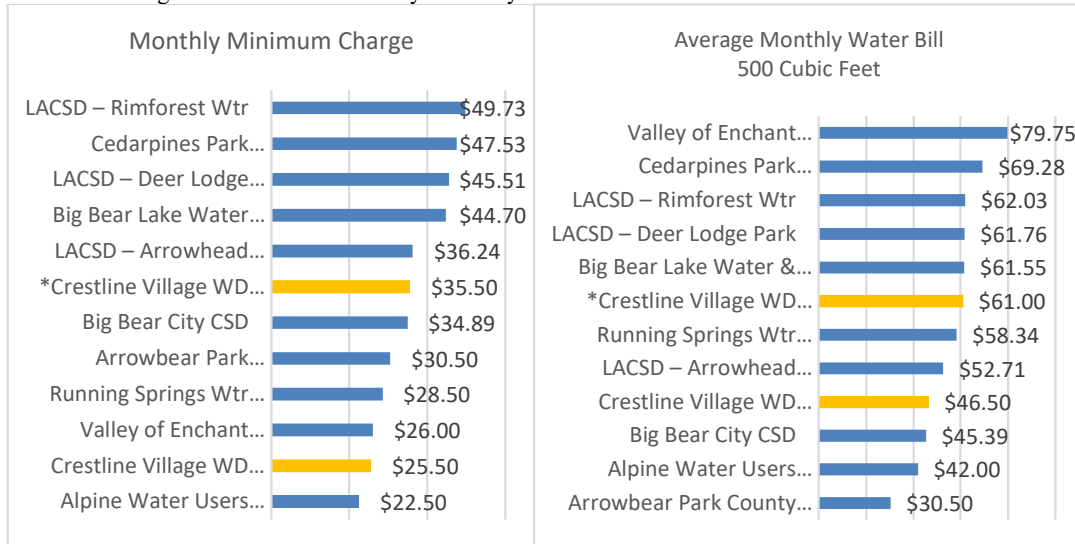 Monthly Minimum Charge
LACSD – Rimforest Wtr $49.73
Cedarpines Park... $47.53
LACSD – Deer Lodge... $45.51
Big Bear Lake Water... $44.70
LACSD – Arrowhead... $36.24
*Crestline Village WD... $35.50
Big Bear City CSD $34.89
Arrowbear Park... $30.50
Running Springs Wtr... $28.50
Valley of Enchant... $26.00
Crestline Village WD... $25.50
Alpine Water Users... $22.50
Average Monthly Water Bill
500 Cubic Feet
Valley of Enchant... $79.75
Cedarpines Park... $69.28
LACSD – Rimforest Wtr $62.03
LACSD – Deer Lodge Park $61.76
Big Bear Lake Water &... $61.55
*Crestline Village WD... $61.00
Running Springs Wtr... $58.34
LACSD – Arrowhead... $52.71
Crestline Village WD... $46.50
Big Bear City CSD $45.39
Alpine Water Users... $42.00
Arrowbear Park County... $30.50